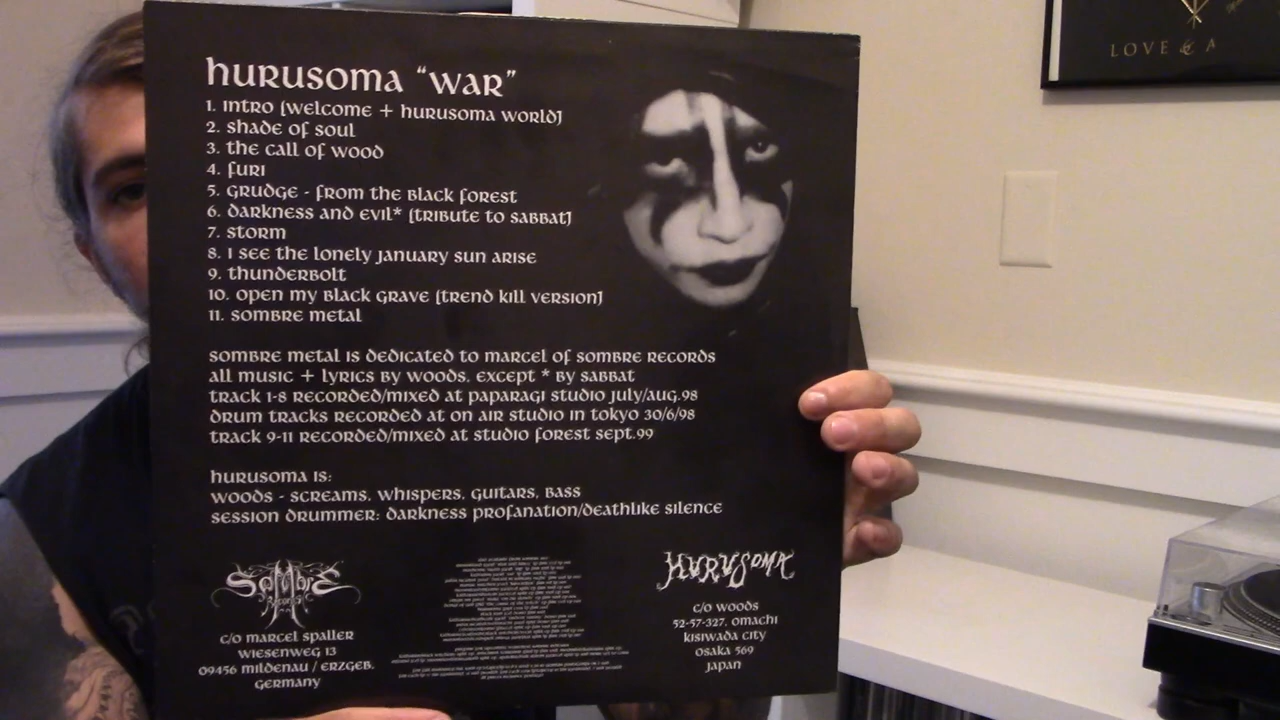 LOVE & A
hurusoma “war”
1. intro [welcome + hurusoma world]
2. shade of soul
3. the call of wood
4. furi
5. grudge - from the black forest
6. darkness and evil* [tribute to sabbat]
7. storm
8. I see the lonely january sun arise
9. thunderbolt
10. open my black grave [trend kill version]
11. sombre metal
sombre metal is dedicated to marcel of sombre records
all music + lyrics by woods. except * by sabbat
track 1-8 recorded/mixed at paparagi studio july/aug.98
drum tracks recorded at on air studio in tokyo 30/6/98
track 9-11 recorded/mixed at studio forest sept.99
hurusoma is:
woods - screams. whispers. guitars. bass
session drummer: darkness profanation/deathlike silence
SOMBRE
RECORDS
c/o marcel spaller
wiesenweg 13
09456 mildenau / erzgeb.
germany
HURUSOMA
c/o woods
52-57-327. omachi
kisiwada city
osaka 569
japan